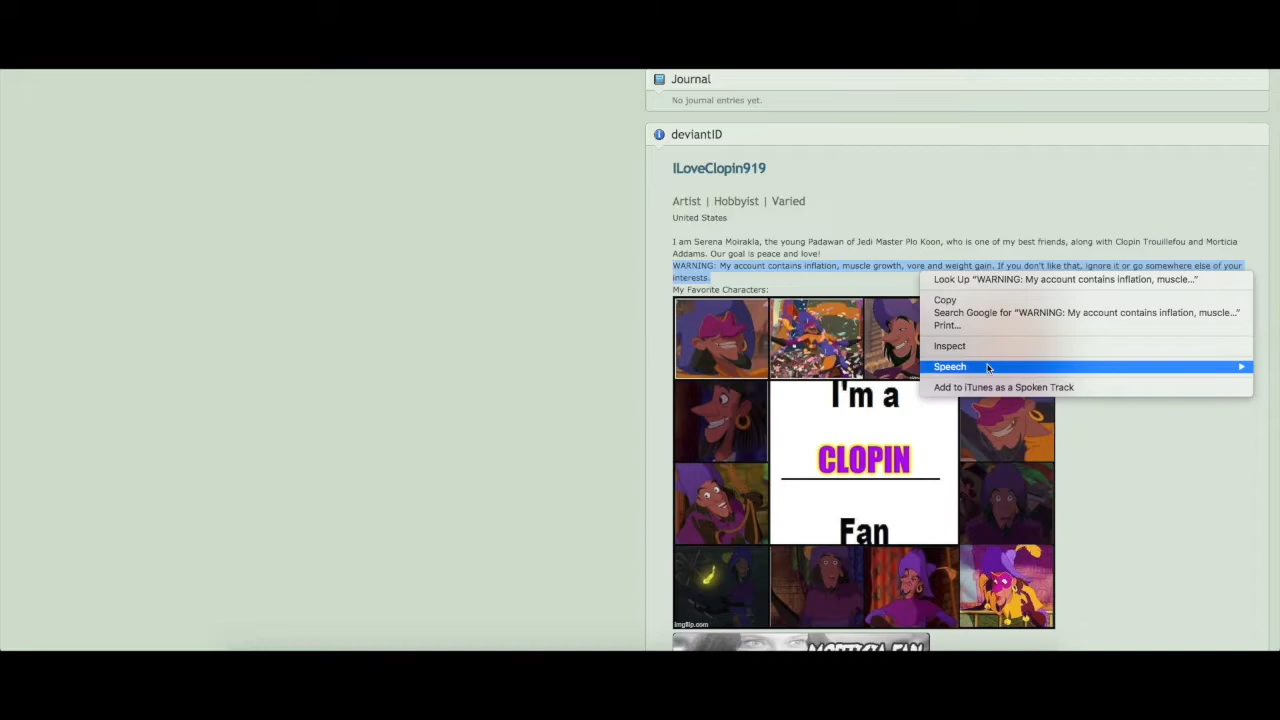 Journal
No journal entries yet.
deviantID
ILoveClopin919
Artist | Hobbyist | Varied
United States
I am Serena Moirakla, the young Padawan of Jedi Master Plo Koon, who is one of my best friends, along with Clopin Trouillefou and Morticia
Addams. Our goal is peace and love!
WARNING: My account contains inflation, muscle growth, vore and weight gain. If you don't like that, ignore it or go somewhere else of your
interests.
My Favorite Characters:
Look Up “WARNING: My account contains inflation, muscle...”
Copy
Search Google for “WARNING: My account contains inflation, muscle...”
Print...
Inspect
Speech
Add to iTunes as a Spoken Track
I'm a
CLOPIN
Fan
imgflip.com
MORTICIA FAN